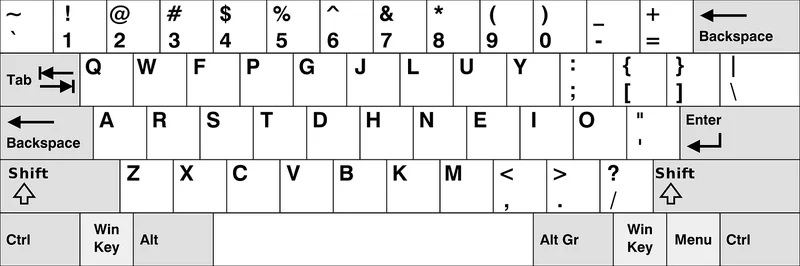 ~ ! @ # $ % ^ & * ( ) _ +
` 1 2 3 4 5 6 7 8 9 0 - = Backspace
Tab Q W F P G J L U Y : { } |
; [ ] \
A R S T D H N E I O " Enter
Backspace '
Shift Z X C V B K M < > ? Shift
, . /
Ctrl Win Key Alt Alt Gr Win Key Menu Ctrl